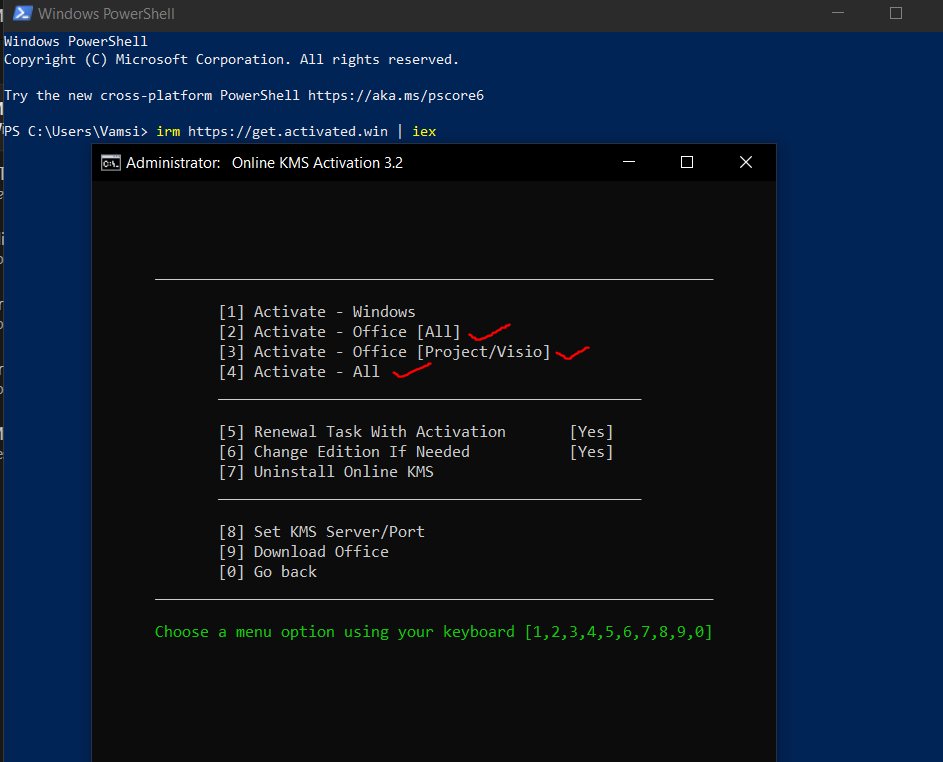 Windows PowerShell
Windows PowerShell
Copyright (C) Microsoft Corporation. All rights reserved.
Try the new cross-platform PowerShell https://aka.ms/pscore6
PS C:\Users\Vamsi> irm https://get.activated.win | iex
Administrator: Online KMS Activation 3.2
[1] Activate - Windows
[2] Activate - Office [All]
[3] Activate - Office [Project/Visio]
[4] Activate - All
[5] Renewal Task With Activation [Yes]
[6] Change Edition If Needed [Yes]
[7] Uninstall Online KMS
[8] Set KMS Server/Port
[9] Download Office
[0] Go back
Choose a menu option using your keyboard [1,2,3,4,5,6,7,8,9,0]